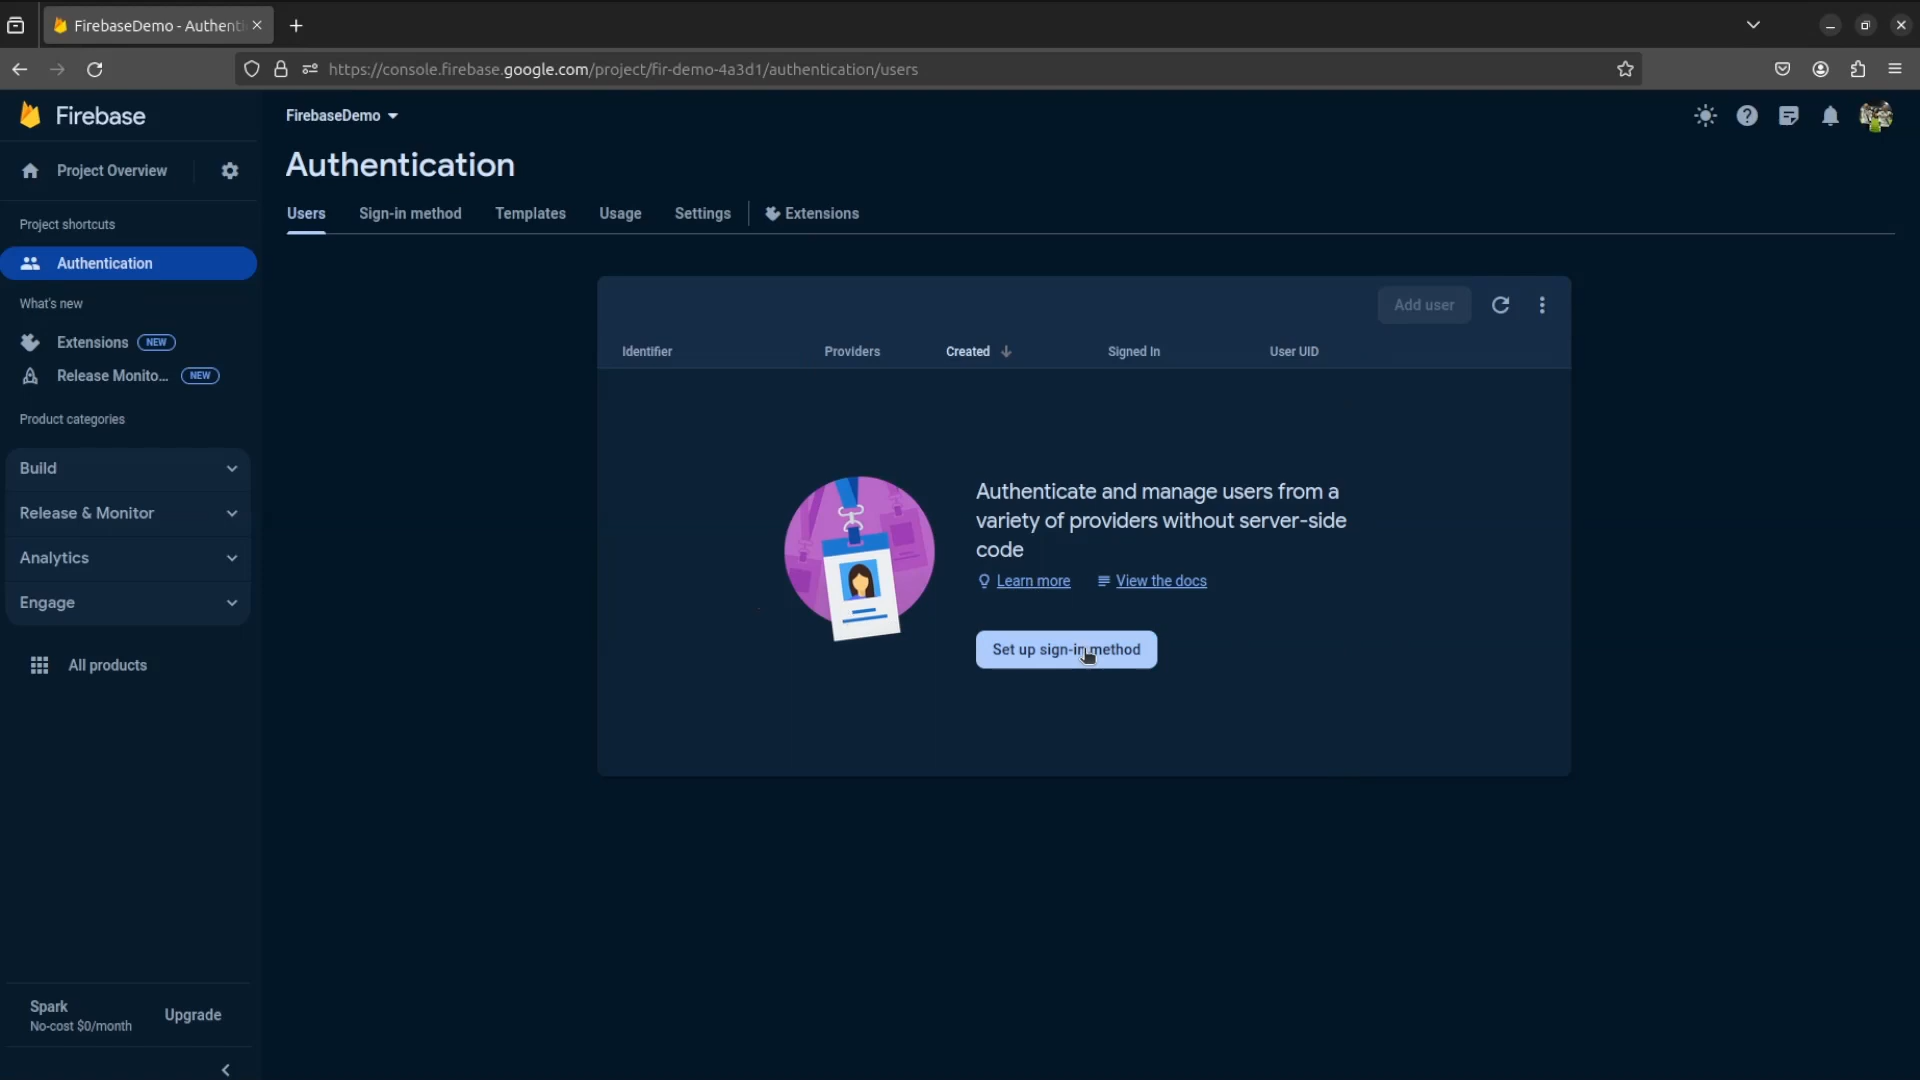 FirebaseDemo - Authenti
https://console.firebase.google.com/project/fir-demo-4a3d1/authentication/users
Firebase
FirebaseDemo
Project Overview
Authentication
Users
Sign-in method
Templates
Usage
Settings
Extensions
Project shortcuts
Authentication
What's new
Extensions NEW
Release Monito... NEW
Product categories
Build
Release & Monitor
Analytics
Engage
All products
Spark
No-cost $0/month
Upgrade
Add user
Identifier
Providers
Created
Signed In
User UID
Authenticate and manage users from a
variety of providers without server-side
code
Learn more
View the docs
Set up sign-in method